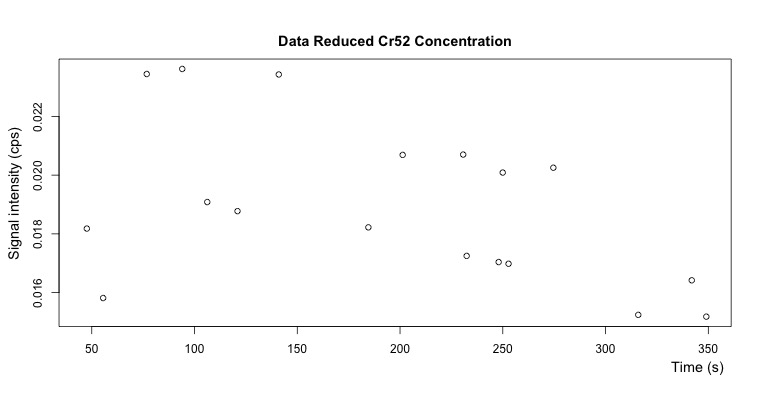 Data Reduced Cr52 Concentration
Signal intensity (cps)
0.022
0.020
0.018
0.016
50 100 150 200 250 300 350
Time (s)